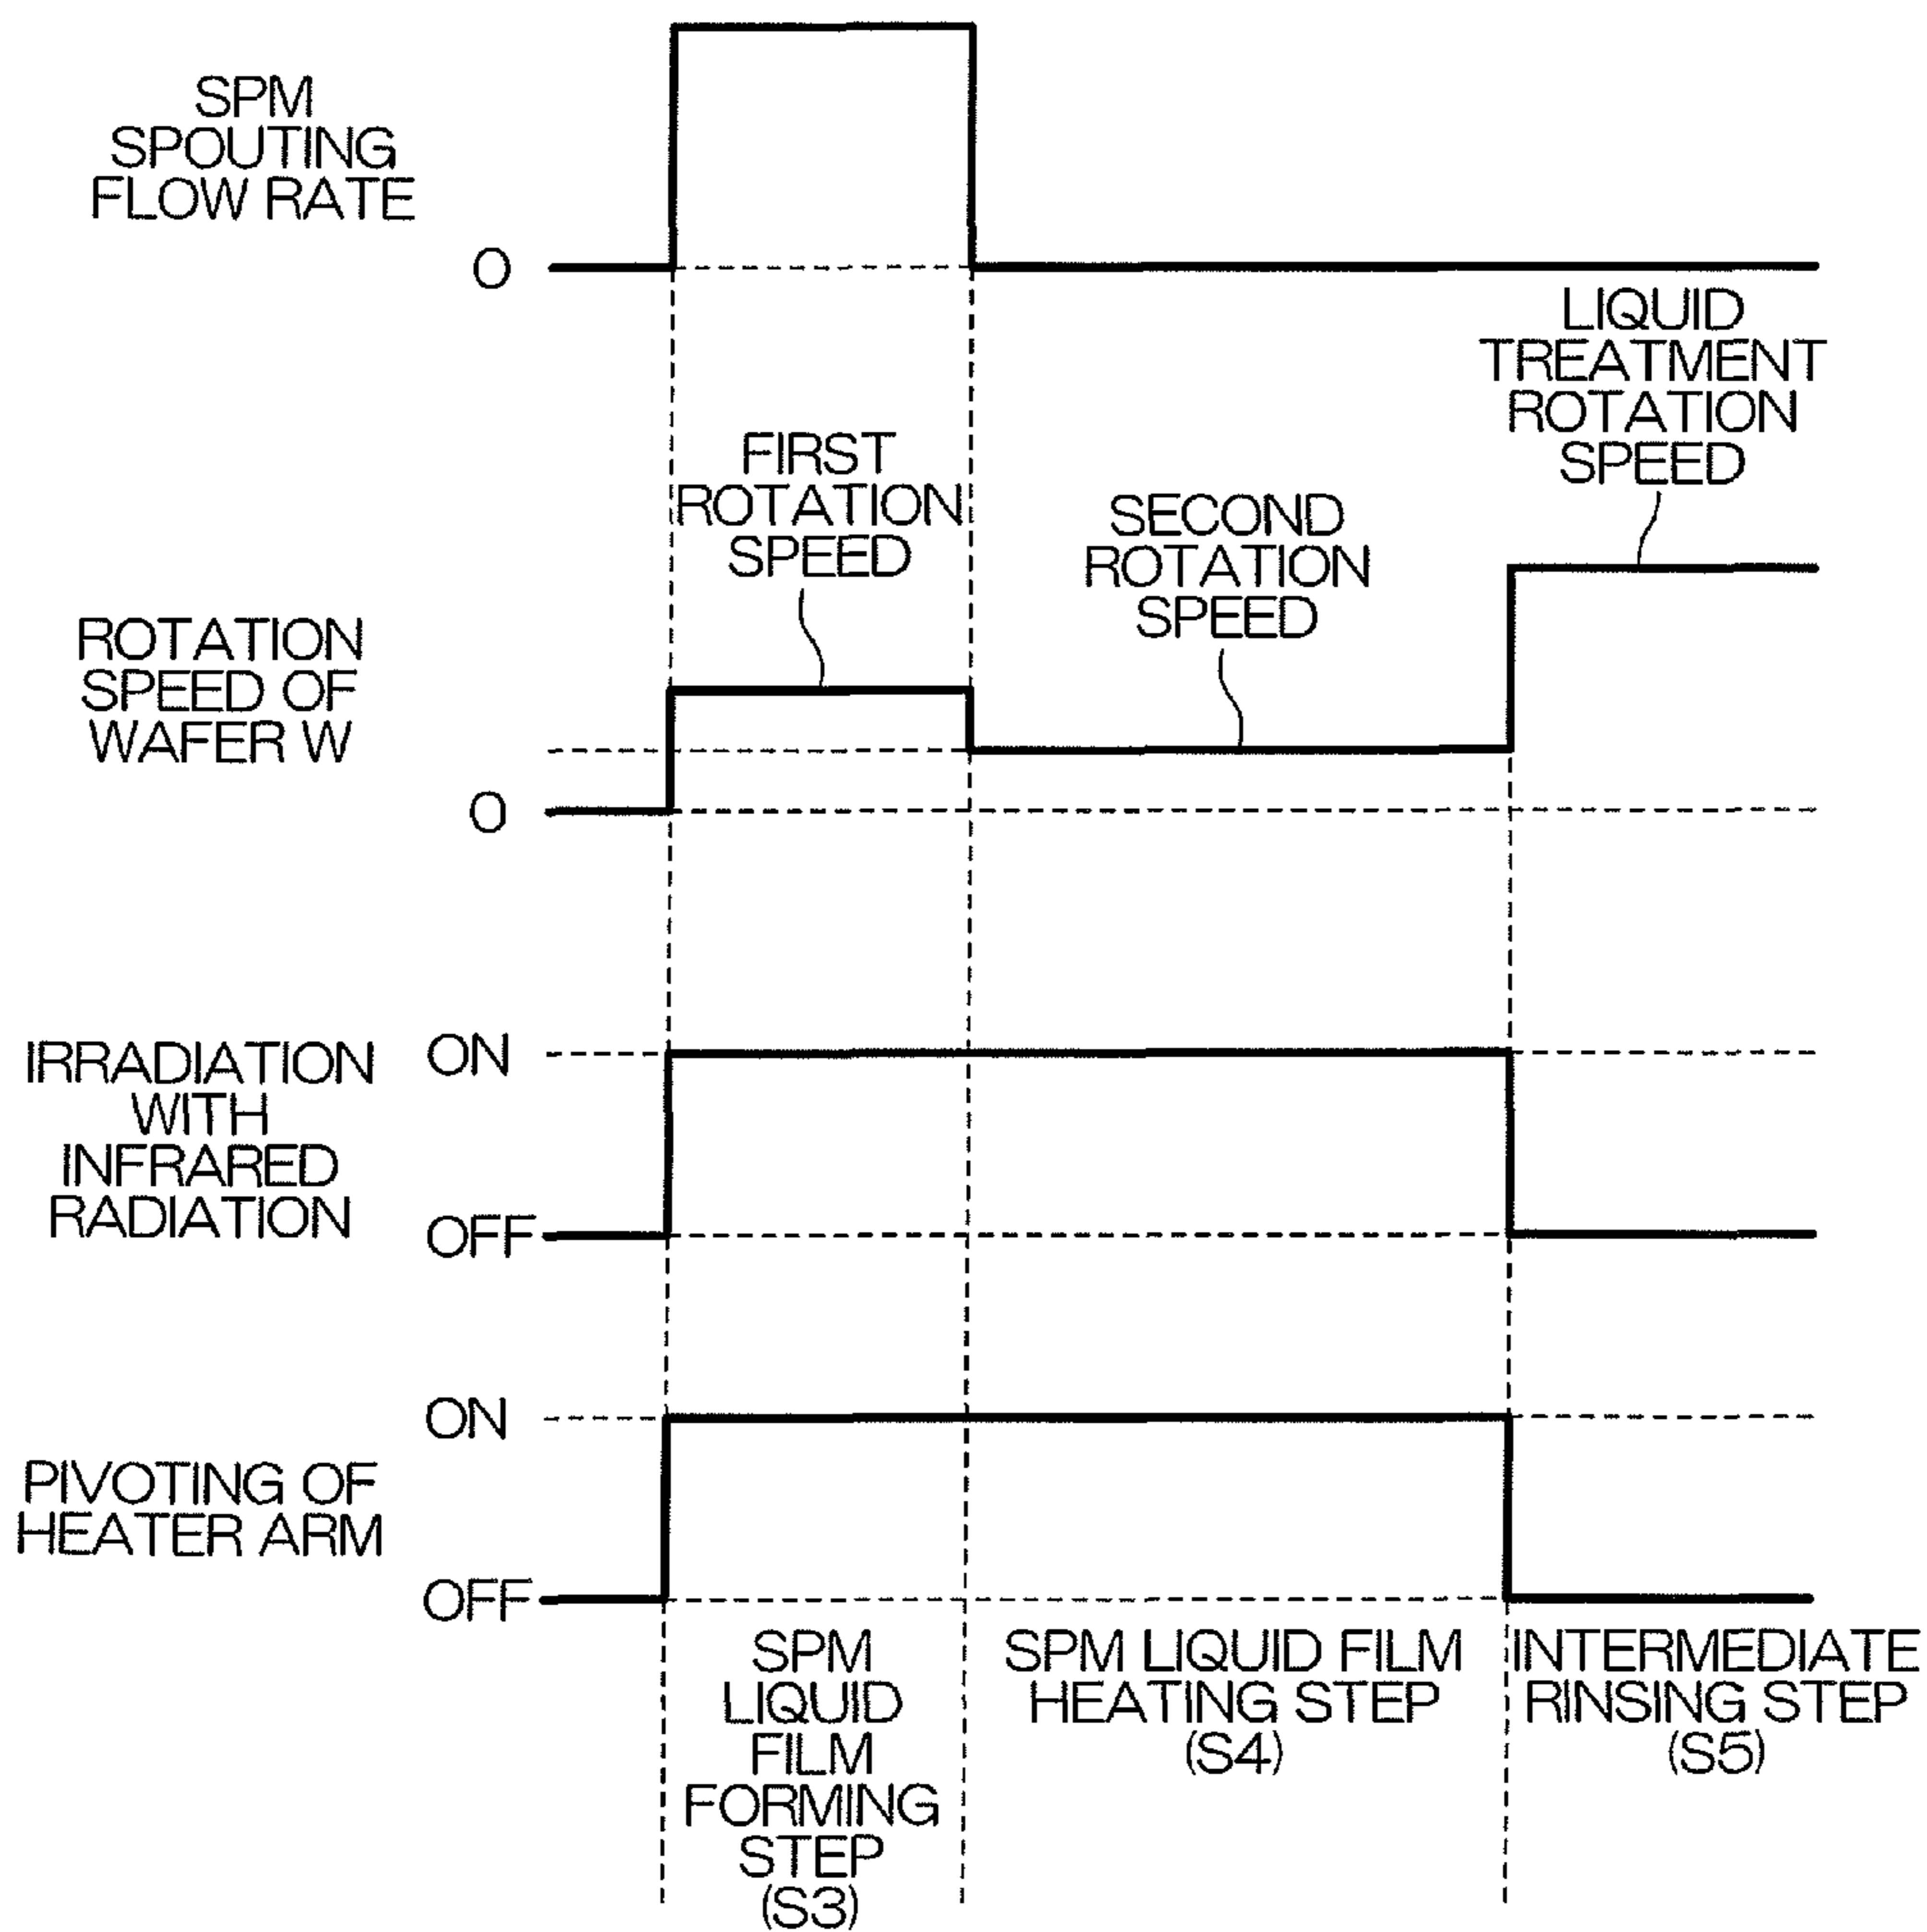 SPM
SPOUTING
FLOW RATE
0
LIQUID
TREATMENT
ROTATION
SPEED
FIRST
ROTATION
SPEED
SECOND
ROTATION
SPEED
ROTATION
SPEED OF
WAFER W
0
IRRADIATION
WITH
INFRARED
RADIATION
ON
OFF
PIVOTING OF
HEATER ARM
ON
OFF
SPM
LIQUID
FILM
FORMING
STEP
(S3)
SPM LIQUID FILM
HEATING STEP
(S4)
INTERMEDIATE
RINSING STEP
(S5)